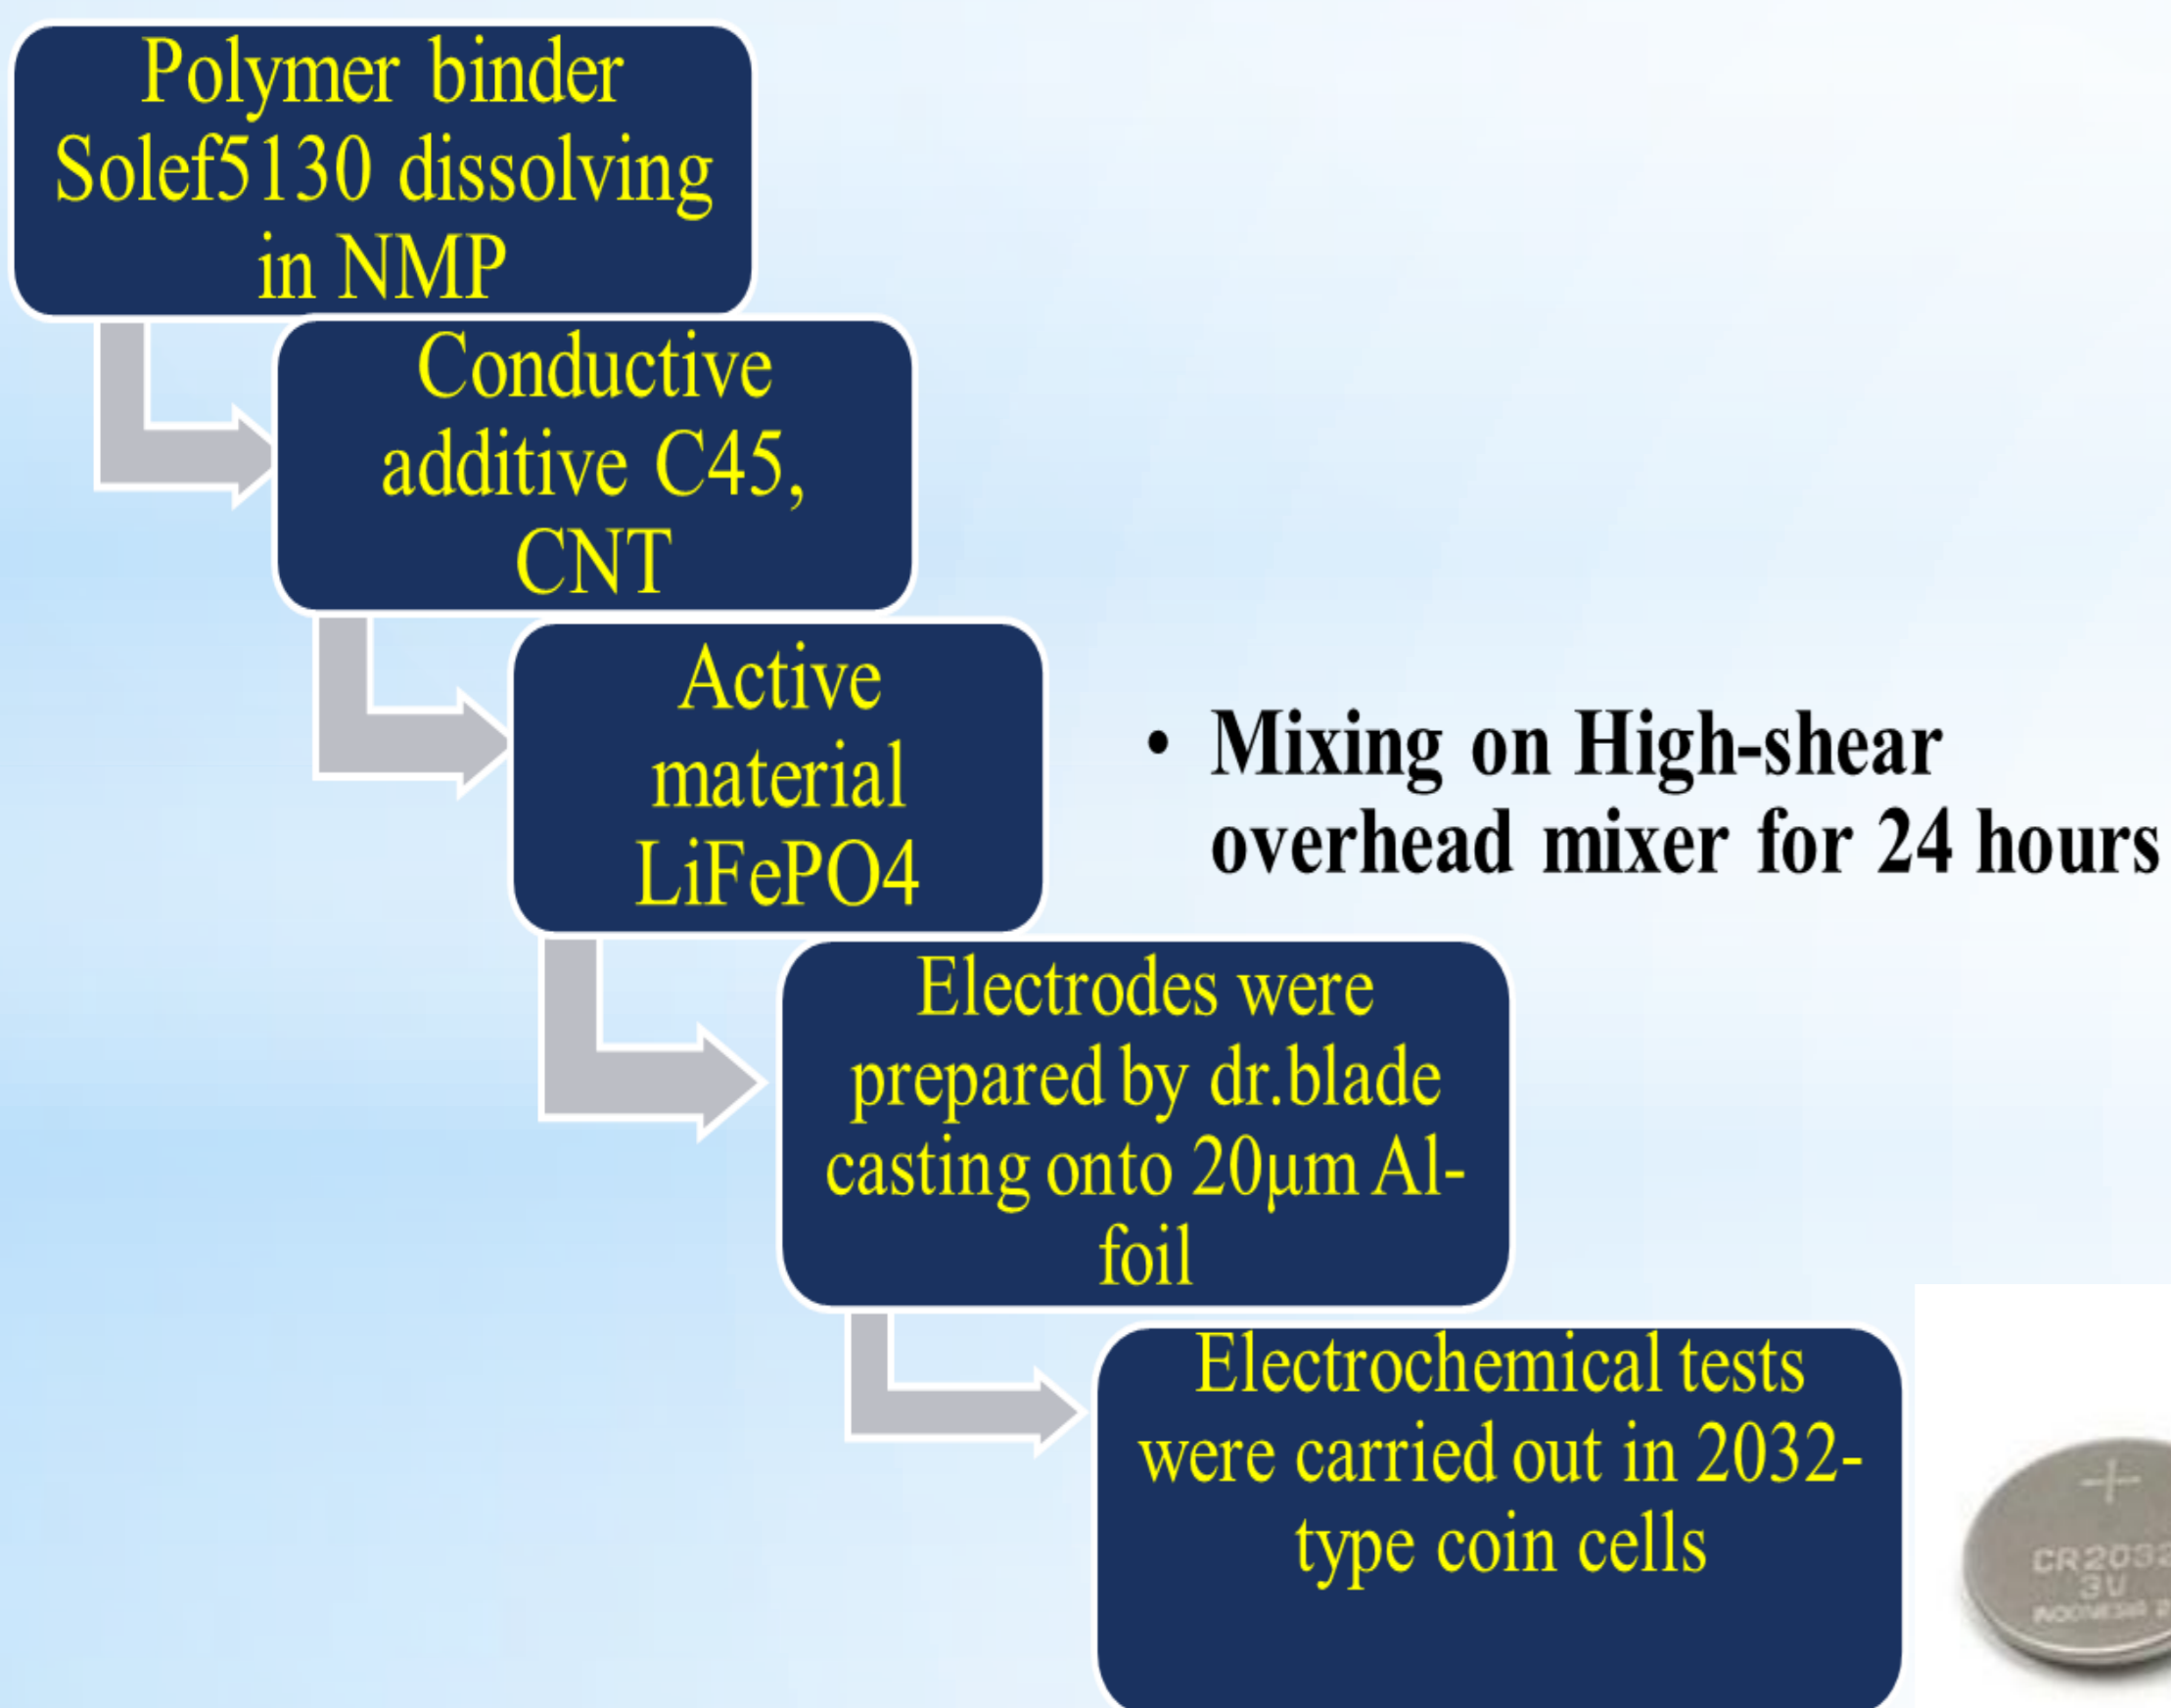 Polymer binder
Solef5130 dissolving
in NMP
Conductive
additive C45,
CNT
Active
material
LiFePO4
• Mixing on High-shear
overhead mixer for 24 hours
Electrodes were
prepared by dr.blade
casting onto 20μm Al-
foil
Electrochemical tests
were carried out in 2032-
type coin cells
+
CR2032
3V
INDONESIA